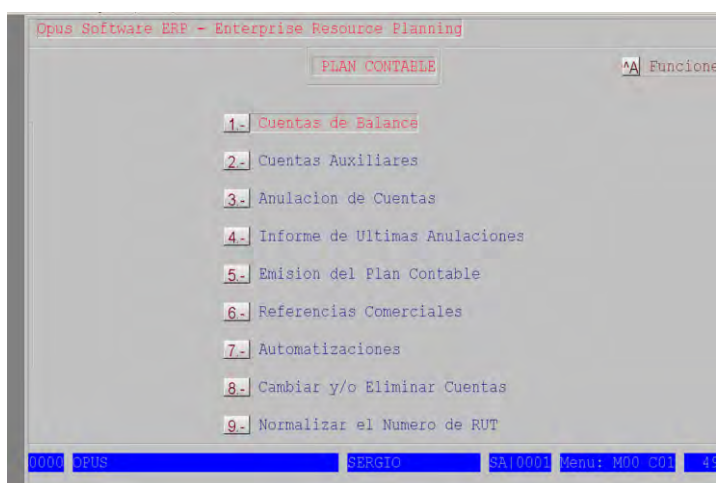 Opus Software ERP - Enterprise Resource Planning
PLAN CONTABLE
^A Funcione
1.- Cuentas de Balance
2.- Cuentas Auxiliares
3.- Anulacion de Cuentas
4.- Informe de Ultimas Anulaciones
5.- Emision del Plan Contable
6.- Referencias Comerciales
7.- Automatizaciones
8.- Cambiar y/o Eliminar Cuentas
9.- Normalizar el Numero de RUT
0000 OPUS SERGIO SA|0001 Menu: M00 C01 49